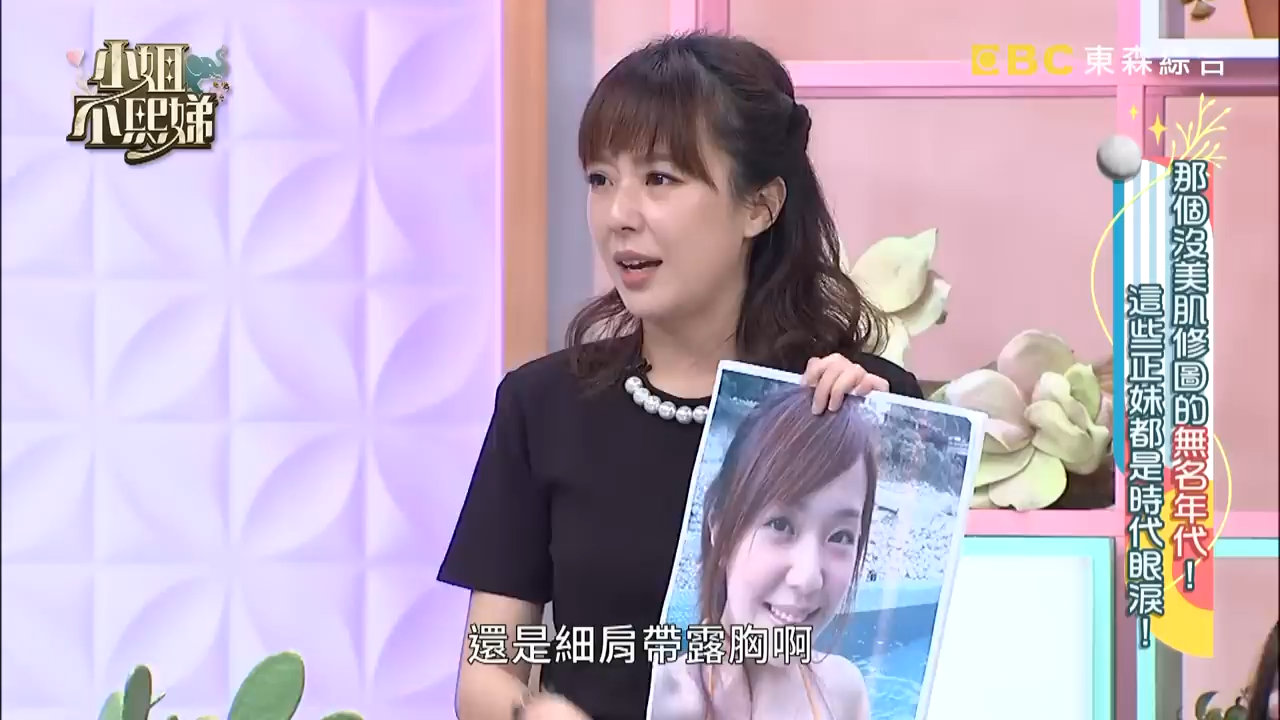 小姐
不熙娣
EBC 東森綜合
那個沒美肌修圖的無名年代！
這些正妹都是時代眼淚！
還是細肩帶露胸啊